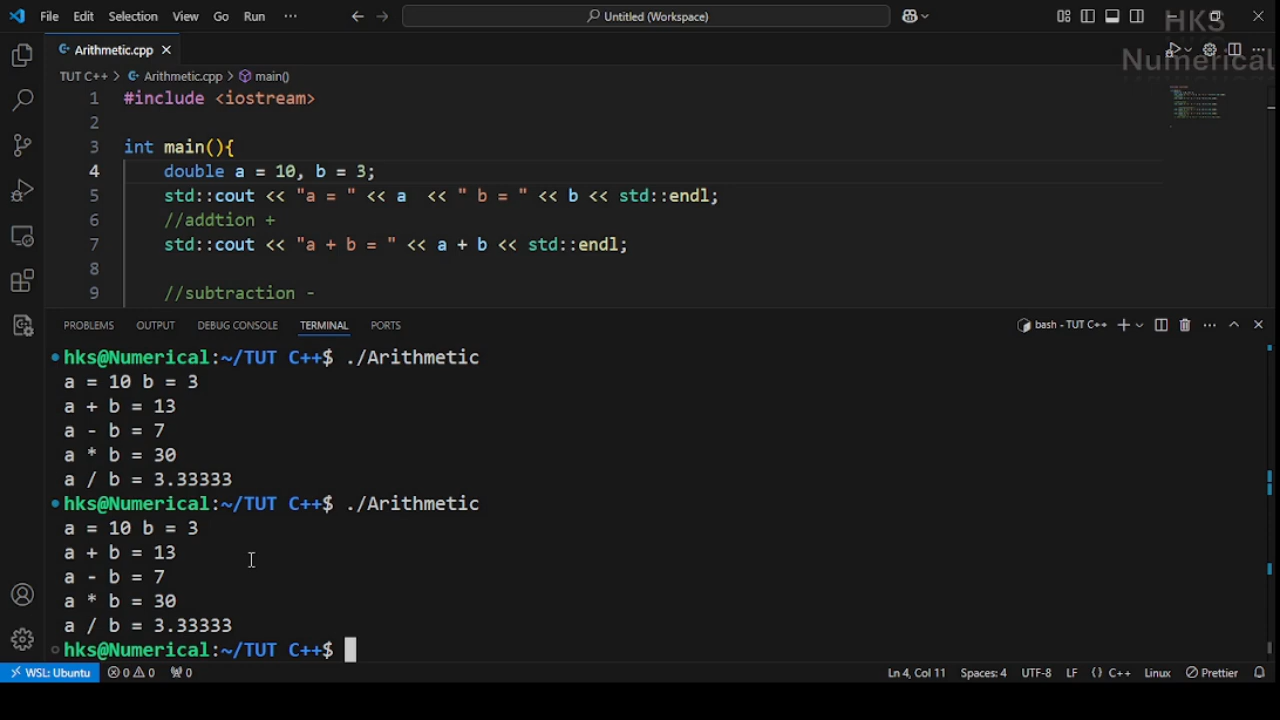 File Edit Selection View Go Run ··· Untitled (Workspace)
HKS
Numerical
Arithmetic.cpp
TUT C++ > Arithmetic.cpp > main()
1 #include <iostream>
2
3 int main(){
4 double a = 10, b = 3;
5 std::cout << "a = " << a  << " b = " << b << std::endl;
6 //addtion +
7 std::cout << "a + b = " << a + b << std::endl;
8
9 //subtraction -
PROBLEMS OUTPUT DEBUG CONSOLE TERMINAL PORTS bash - TUT C++
hks@Numerical:~/TUT C++$ ./Arithmetic
a = 10 b = 3
a + b = 13
a - b = 7
a * b = 30
a / b = 3.33333
hks@Numerical:~/TUT C++$ ./Arithmetic
a = 10 b = 3
a + b = 13
a - b = 7
a * b = 30
a / b = 3.33333
hks@Numerical:~/TUT C++$
WSL: Ubuntu 0 0 0 Ln 4, Col 11 Spaces: 4 UTF-8 LF {} C++ Linux Prettier